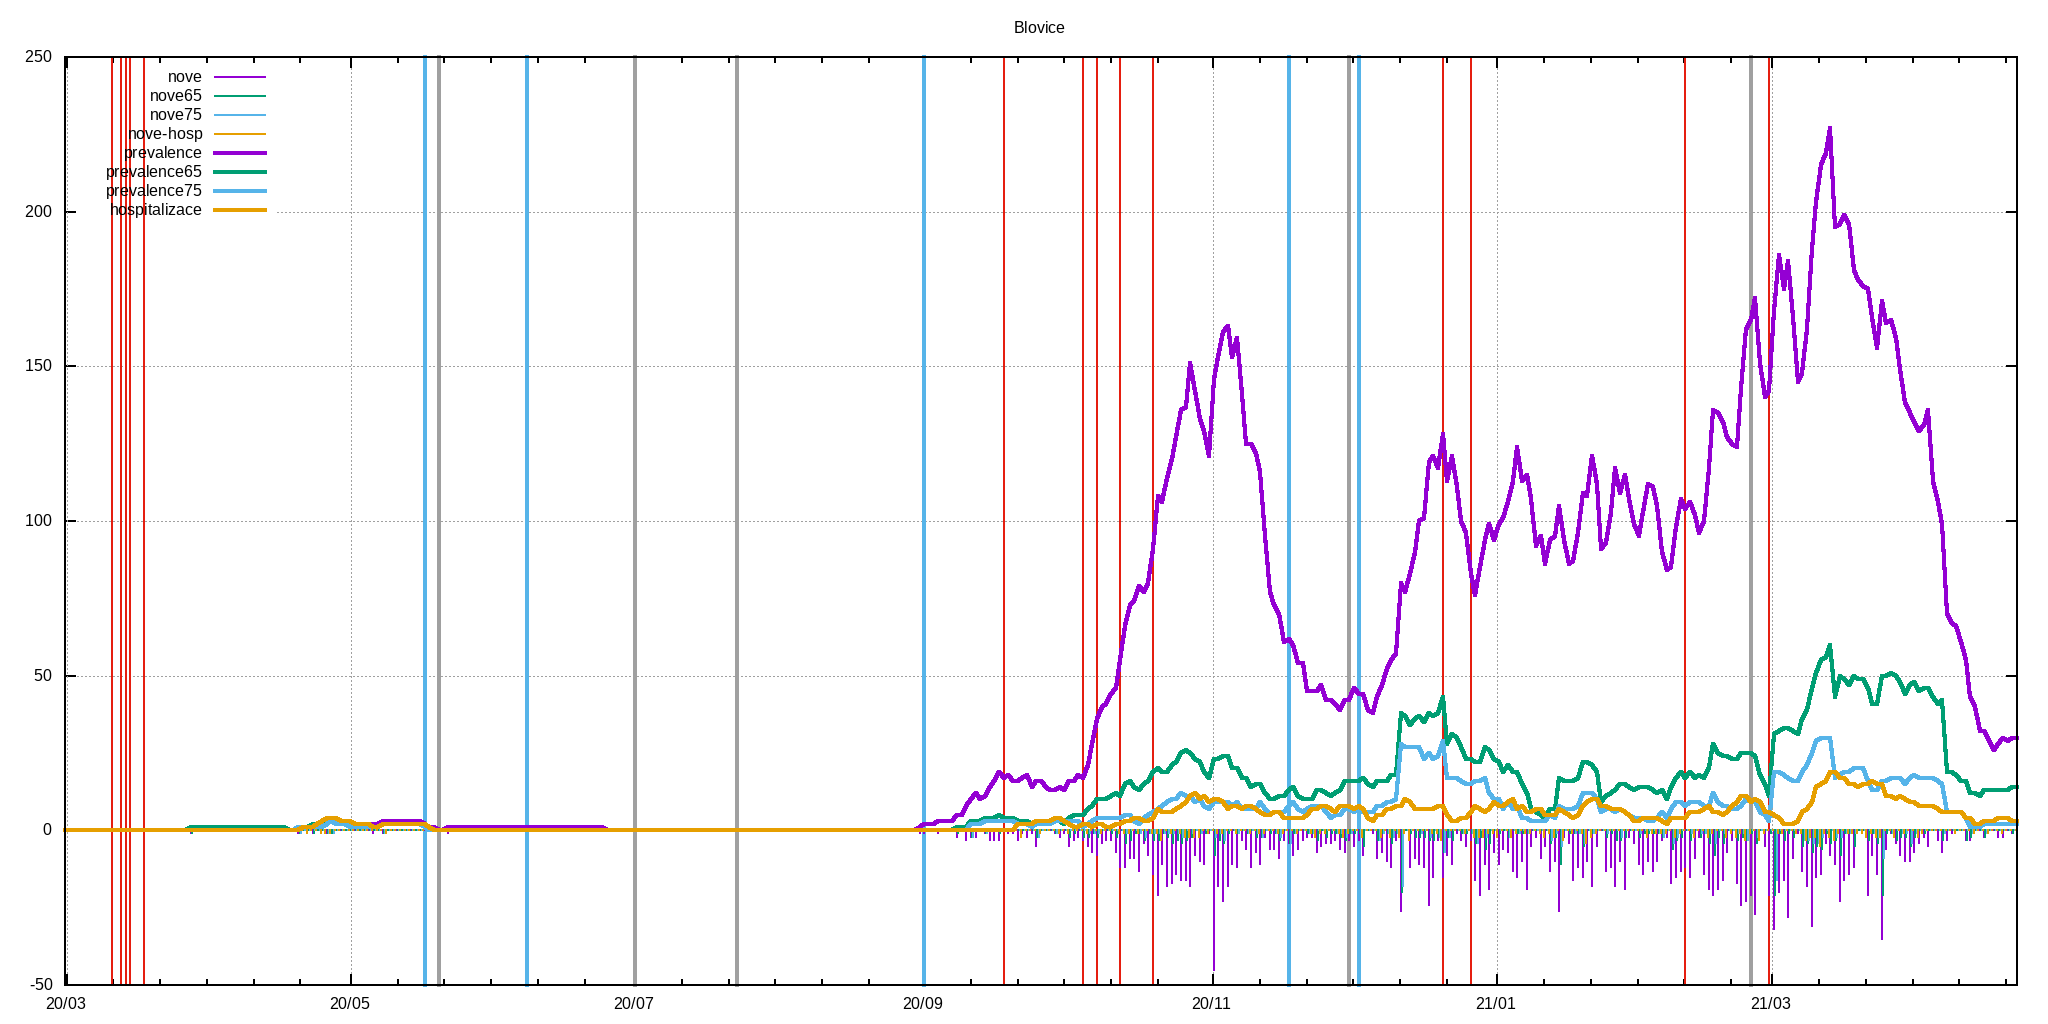 Blovice
250
nove
nove65
nove75
nove-hosp
prevalence
prevalence65
prevalence75
hospitalizace
200
150
100
50
0
-50
20/03 20/05 20/07 20/09 20/11 21/01 21/03